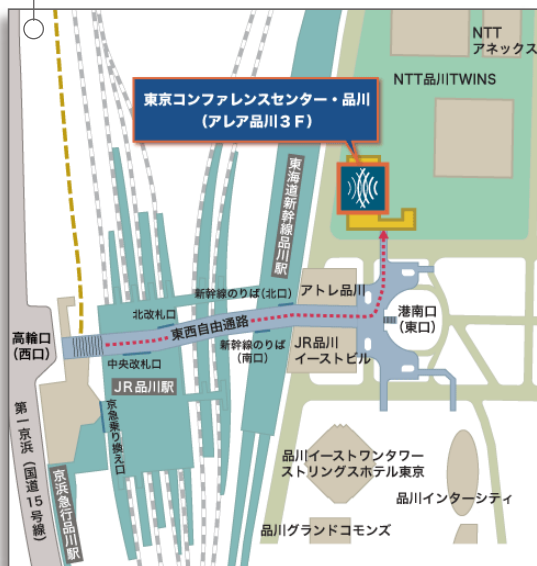 NTT
アネックス
NTT品川TWINS
東京コンファレンスセンター・品川
（アレア品川３Ｆ）
東海道新幹線品川駅
新幹線のりば（北口）
アトレ品川
北改札口
東西自由通路
港南口
（東口）
高輪口
（西口）
新幹線のりば
（南口）
JR品川
イーストビル
中央改札口
JR品川駅
京急乗り換え口
第一京浜（国道15号線）
京浜急行品川駅
品川イーストワンタワー
ストリングスホテル東京
品川インターシティ
品川グランドコモンズ